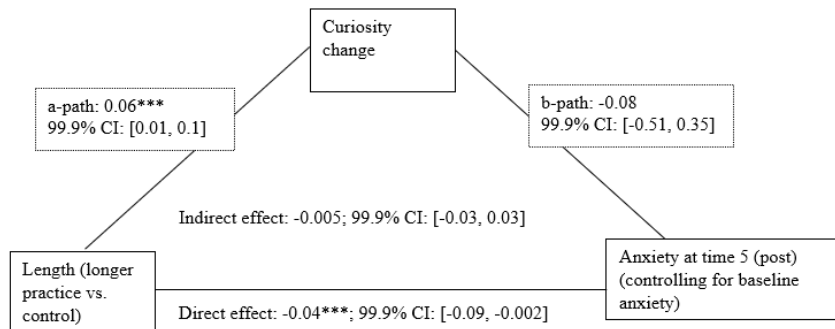 Curiosity
change
a-path: 0.06***
99.9% CI: [0.01, 0.1]
b-path: -0.08
99.9% CI: [-0.51, 0.35]
Indirect effect: -0.005; 99.9% CI: [-0.03, 0.03]
Length (longer
practice vs.
control)
Anxiety at time 5 (post)
(controlling for baseline
anxiety)
Direct effect: -0.04***; 99.9% CI: [-0.09, -0.002]